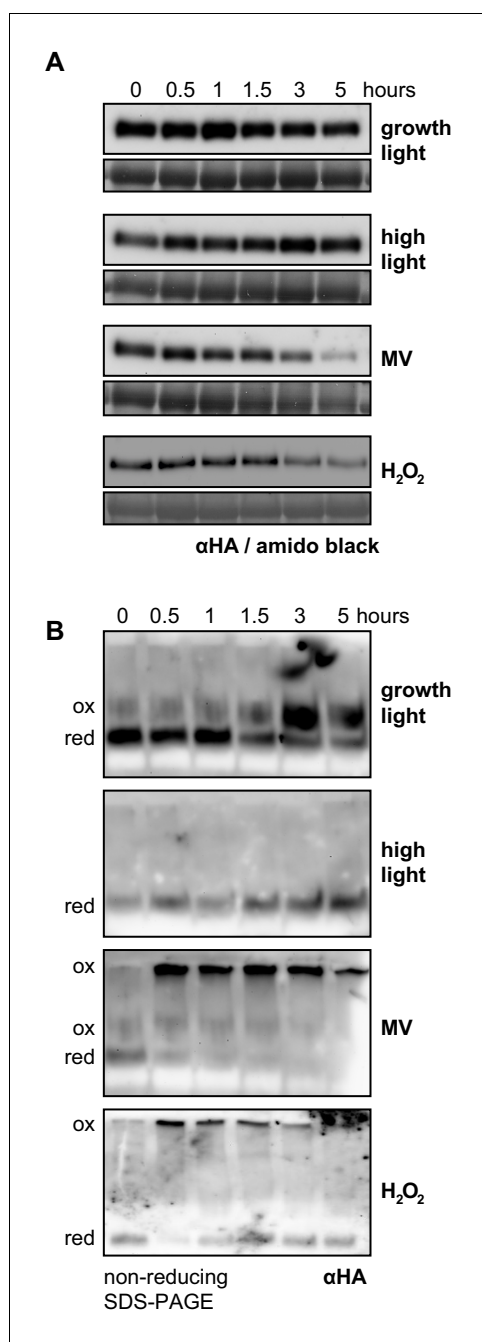 A
0 0.5 1 1.5 3 5 hours
growth
light
high
light
MV
H₂O₂
αHA / amido black
B
0 0.5 1 1.5 3 5 hours
ox
red
growth
light
red
high
light
ox
ox
red
MV
ox
red
H₂O₂
non-reducing
SDS-PAGE
αHA